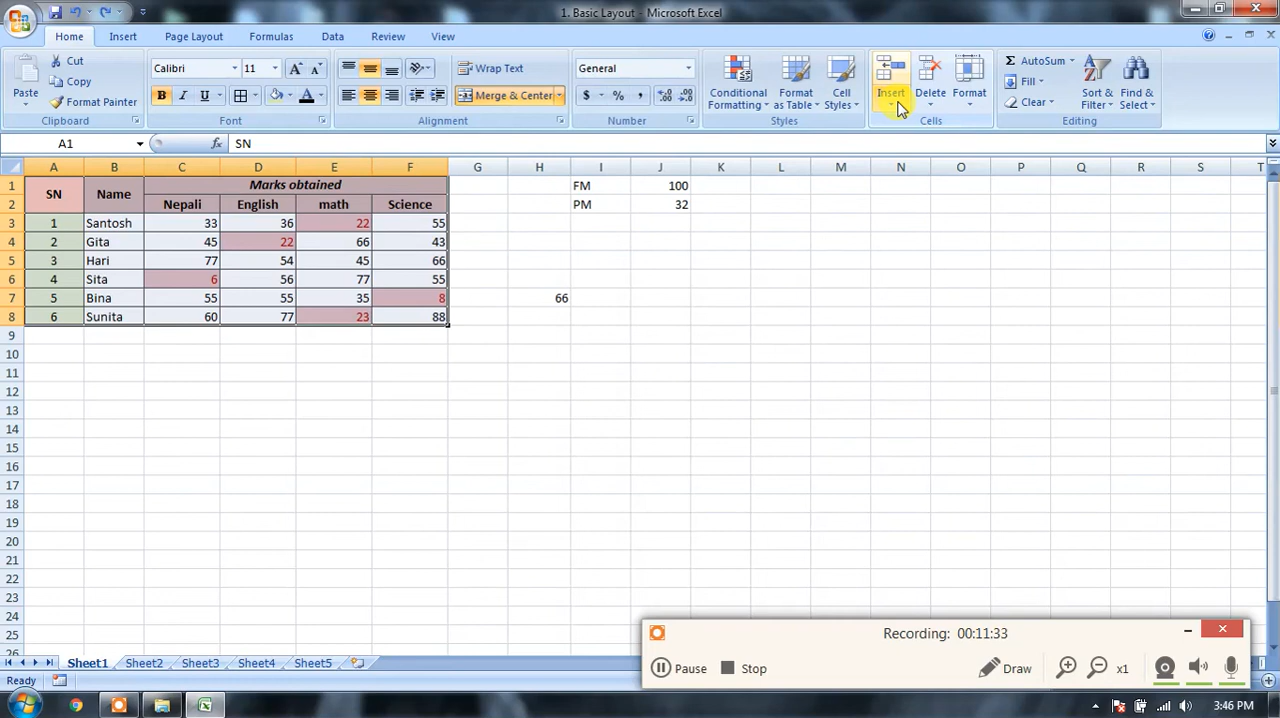 1. Basic Layout - Microsoft Excel
Home Insert Page Layout Formulas Data Review View
Paste Cut Copy Format Painter Clipboard
Calibri 11 A A B I U A Font
Wrap Text Merge & Center Alignment
General $ % , Number
Conditional Formatting Format as Table Cell Styles Styles
Insert Delete Format Cells
Σ AutoSum Fill Clear Sort & Filter Find & Select Editing
A1 fx SN
A B C D E F G H I J K L M N O P Q R S T
1 SN Name Marks obtained FM 100
2 Nepali English math Science PM 32
3 1 Santosh 33 36 22 55
4 2 Gita 45 22 66 43
5 3 Hari 77 54 45 66
6 4 Sita 6 56 77 55
7 5 Bina 55 55 35 8 66
8 6 Sunita 60 77 23 88
9
10
11
12
13
14
15
16
17
18
19
20
21
22
23
24
25
26
Recording: 00:11:33
Pause Stop Draw x1
Sheet1 Sheet2 Sheet3 Sheet4 Sheet5
Ready
3:46 PM